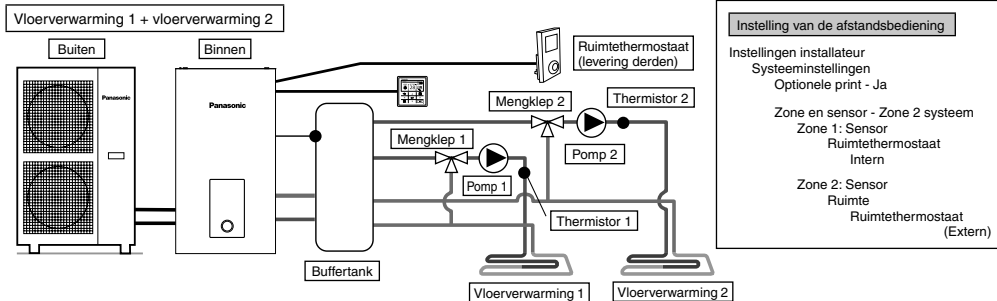 Vloerverwarming 1 + vloerverwarming 2
Buiten
Binnen
Panasonic
Panasonic
Ruimtethermostaat
(levering derden)
Mengklep 2
Thermistor 2
Mengklep 1
Pomp 2
Pomp 1
Thermistor 1
Buffertank
Vloerverwarming 1
Vloerverwarming 2
Instelling van de afstandsbediening
Instellingen installateur
Systeeminstellingen
Optionele print - Ja
Zone en sensor - Zone 2 systeem
Zone 1: Sensor
Ruimtethermostaat
Intern
Zone 2: Sensor
Ruimte
Ruimtethermostaat
(Extern)